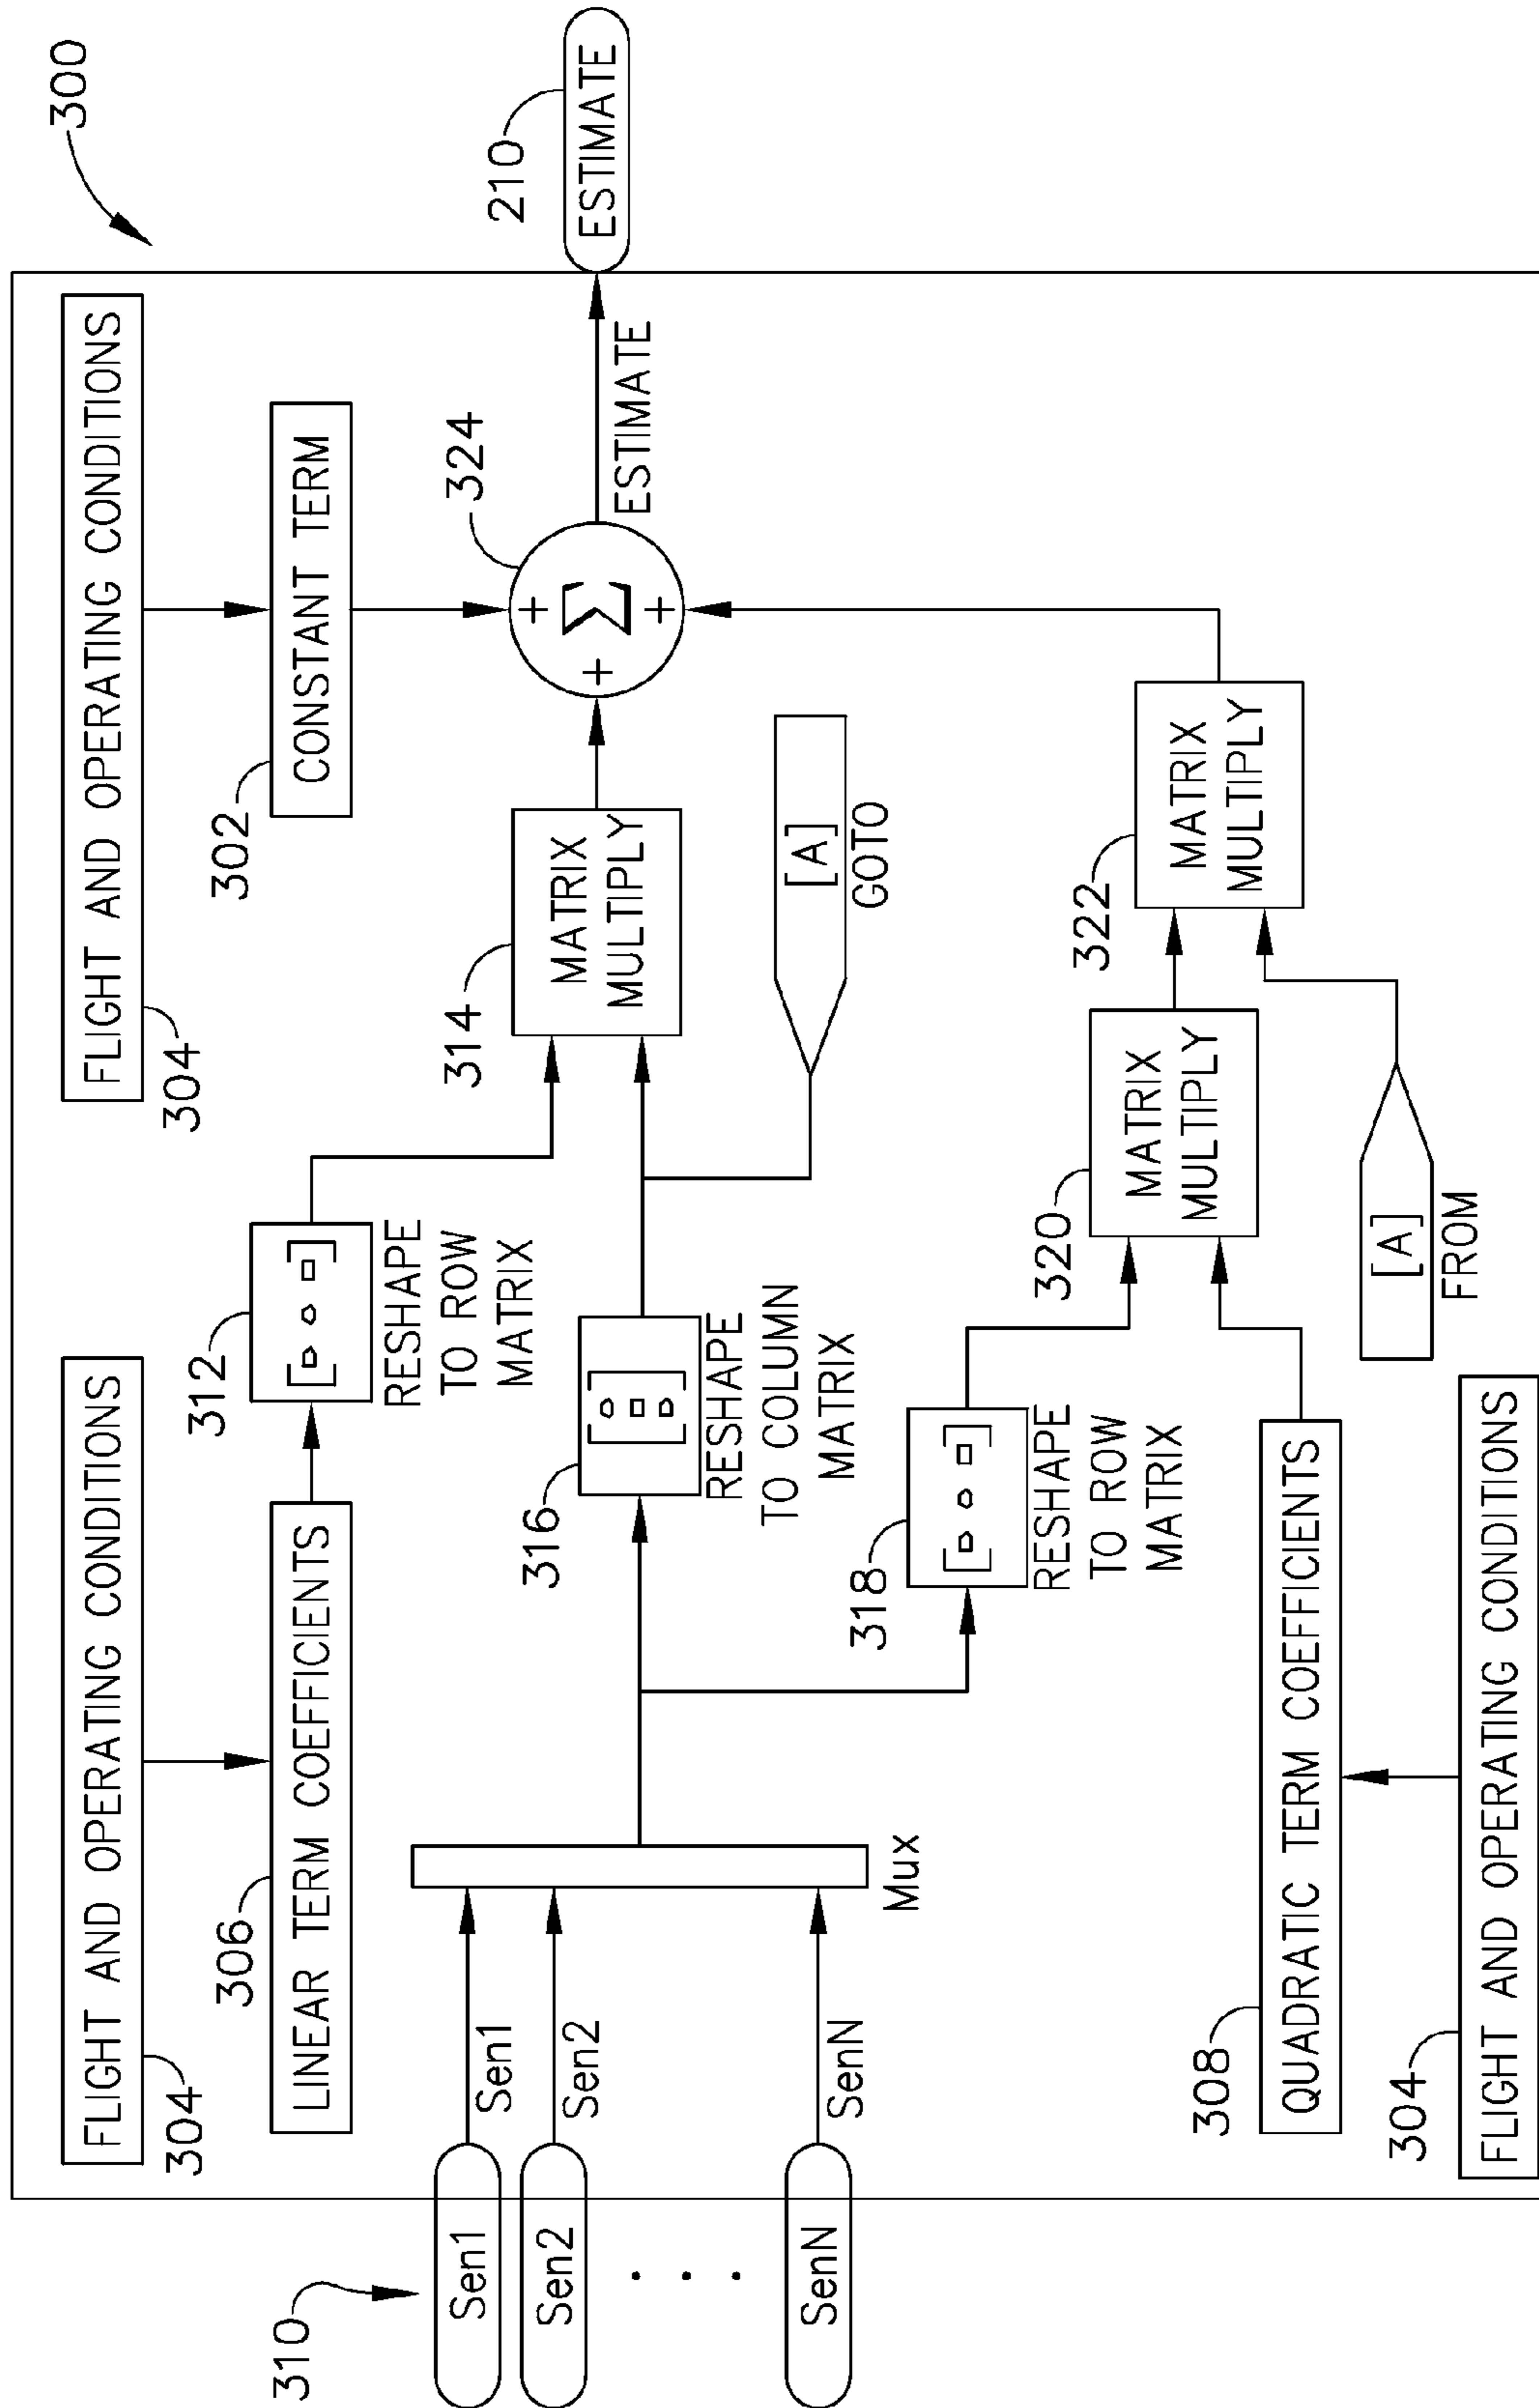 300
FLIGHT AND OPERATING CONDITIONS
304
FLIGHT AND OPERATING CONDITIONS
304
306
LINEAR TERM COEFFICIENTS
312
RESHAPE
TO ROW
MATRIX
302
CONSTANT TERM
310
Sen1
Sen1
Sen2
Sen2
. . .
SenN
SenN
Mux
316
RESHAPE
TO COLUMN
MATRIX
314
MATRIX
MULTIPLY
324
+
+ Σ
+
ESTIMATE
210
ESTIMATE
[A]
GOTO
318
RESHAPE
TO ROW
MATRIX
320
MATRIX
MULTIPLY
322
MATRIX
MULTIPLY
308
QUADRATIC TERM COEFFICIENTS
[A]
FROM
304
FLIGHT AND OPERATING CONDITIONS